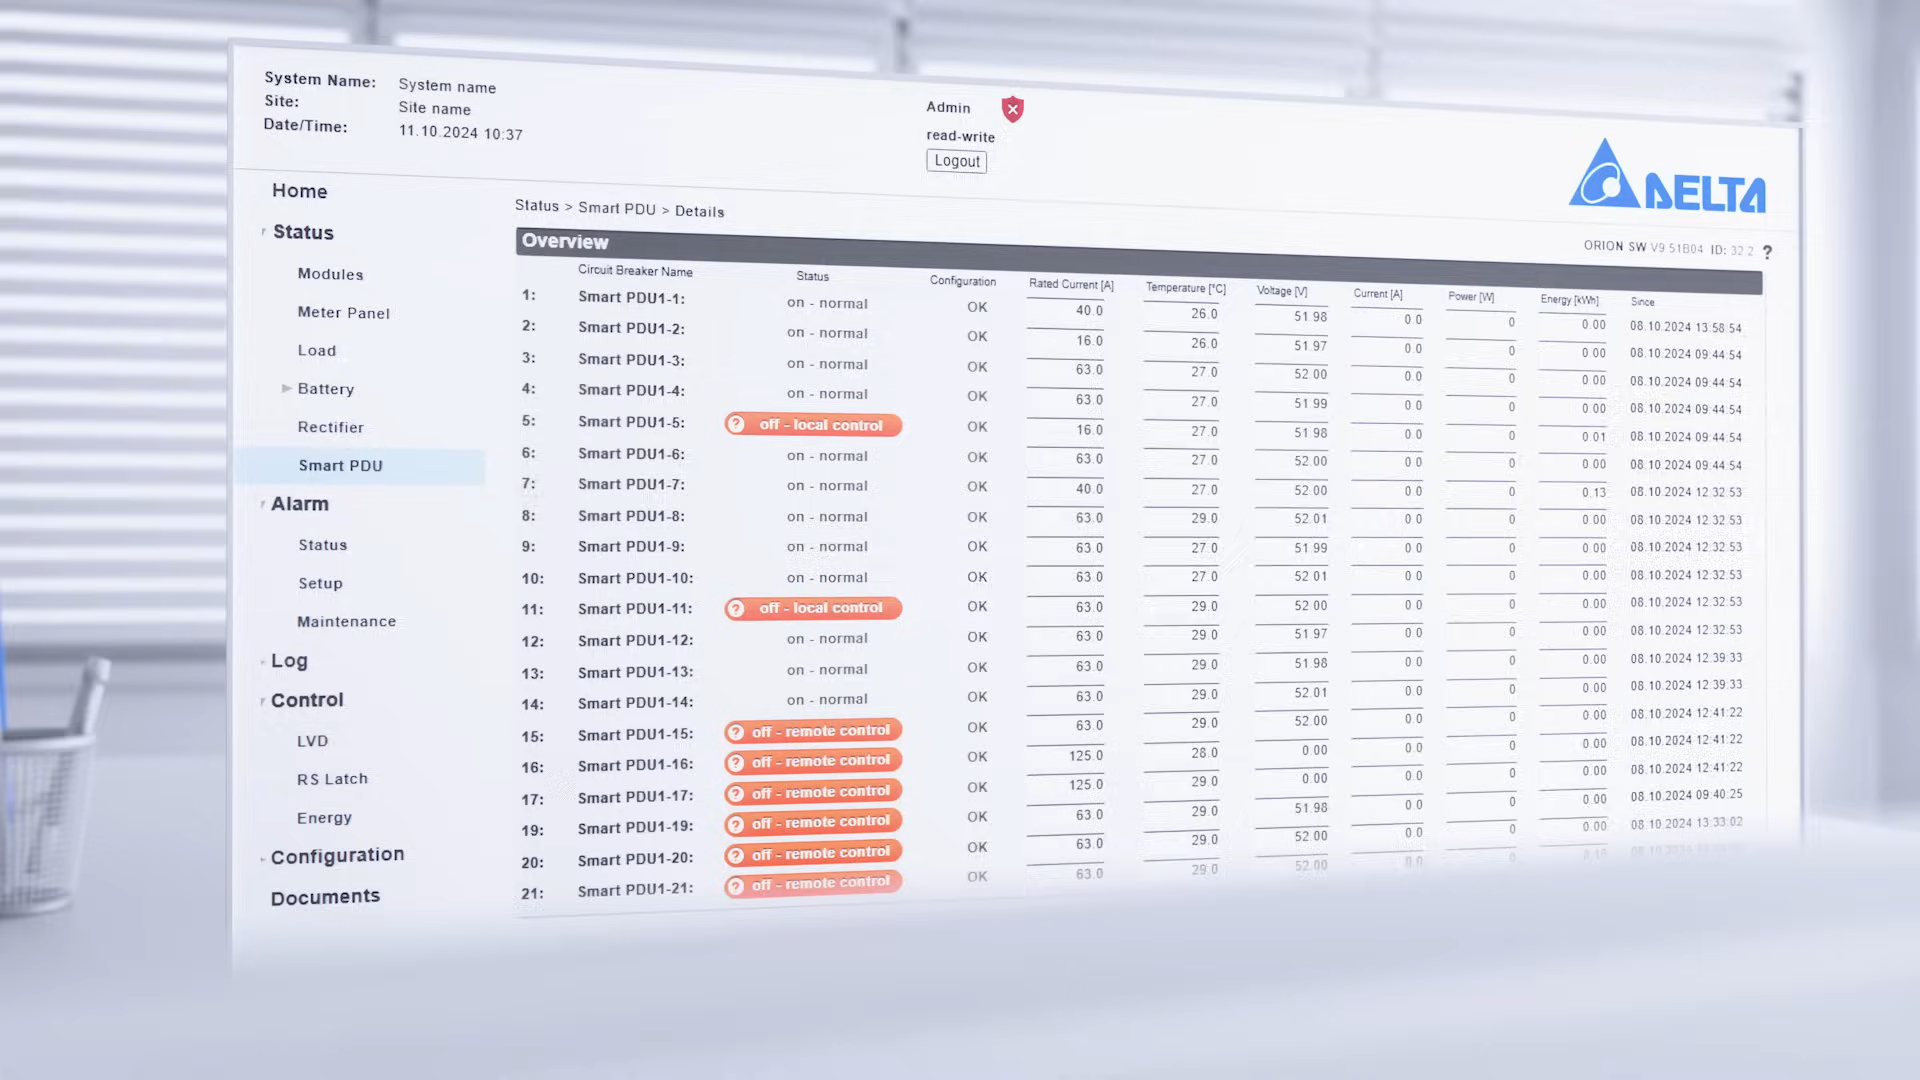 System Name: System name
Site: Site name
Date/Time: 11.10.2024 10:37
Admin
read-write
Logout
DELTA
ORION SW V9.51B04 ID: 32.2 ?
Home
Status
Modules
Meter Panel
Load
Battery
Rectifier
Smart PDU
Alarm
Status
Setup
Maintenance
Log
Control
LVD
RS Latch
Energy
Configuration
Documents
Status > Smart PDU > Details
Overview
Circuit Breaker Name Status Configuration Rated Current [A] Temperature [°C] Voltage [V] Current [A] Power [W] Energy [kWh] Since
1: Smart PDU1-1: on - normal OK 40.0 26.0 51.98 0.0 0 0.00 08.10.2024 13:58:54
2: Smart PDU1-2: on - normal OK 16.0 26.0 51.97 0.0 0 0.00 08.10.2024 09:44:54
3: Smart PDU1-3: on - normal OK 63.0 27.0 52.00 0.0 0 0.00 08.10.2024 09:44:54
4: Smart PDU1-4: on - normal OK 63.0 27.0 51.99 0.0 0 0.00 08.10.2024 09:44:54
5: Smart PDU1-5: ? off - local control OK 16.0 27.0 51.98 0.0 0 0.01 08.10.2024 09:44:54
6: Smart PDU1-6: on - normal OK 63.0 27.0 52.00 0.0 0 0.00 08.10.2024 09:44:54
7: Smart PDU1-7: on - normal OK 40.0 27.0 52.00 0.0 0 0.13 08.10.2024 12:32:53
8: Smart PDU1-8: on - normal OK 63.0 29.0 52.01 0.0 0 0.00 08.10.2024 12:32:53
9: Smart PDU1-9: on - normal OK 63.0 27.0 51.99 0.0 0 0.00 08.10.2024 12:32:53
10: Smart PDU1-10: on - normal OK 63.0 27.0 52.01 0.0 0 0.00 08.10.2024 12:32:53
11: Smart PDU1-11: ? off - local control OK 63.0 29.0 52.00 0.0 0 0.00 08.10.2024 12:32:53
12: Smart PDU1-12: on - normal OK 63.0 29.0 51.97 0.0 0 0.00 08.10.2024 12:32:53
13: Smart PDU1-13: on - normal OK 63.0 29.0 51.98 0.0 0 0.00 08.10.2024 12:39:33
14: Smart PDU1-14: on - normal OK 63.0 29.0 52.01 0.0 0 0.00 08.10.2024 12:39:33
15: Smart PDU1-15: ? off - remote control OK 63.0 29.0 52.00 0.0 0 0.00 08.10.2024 12:41:22
16: Smart PDU1-16: ? off - remote control OK 125.0 28.0 0.00 0.0 0 0.00 08.10.2024 12:41:22
17: Smart PDU1-17: ? off - remote control OK 125.0 29.0 0.00 0.0 0 0.00 08.10.2024 12:41:22
19: Smart PDU1-19: ? off - remote control OK 63.0 29.0 51.98 0.0 0 0.00 08.10.2024 09:40:25
20: Smart PDU1-20: ? off - remote control OK 63.0 29.0 52.00 0.0 0 0.00 08.10.2024 13:33:02
21: Smart PDU1-21: ? off - remote control OK 63.0 29.0 52.00 0.0 0